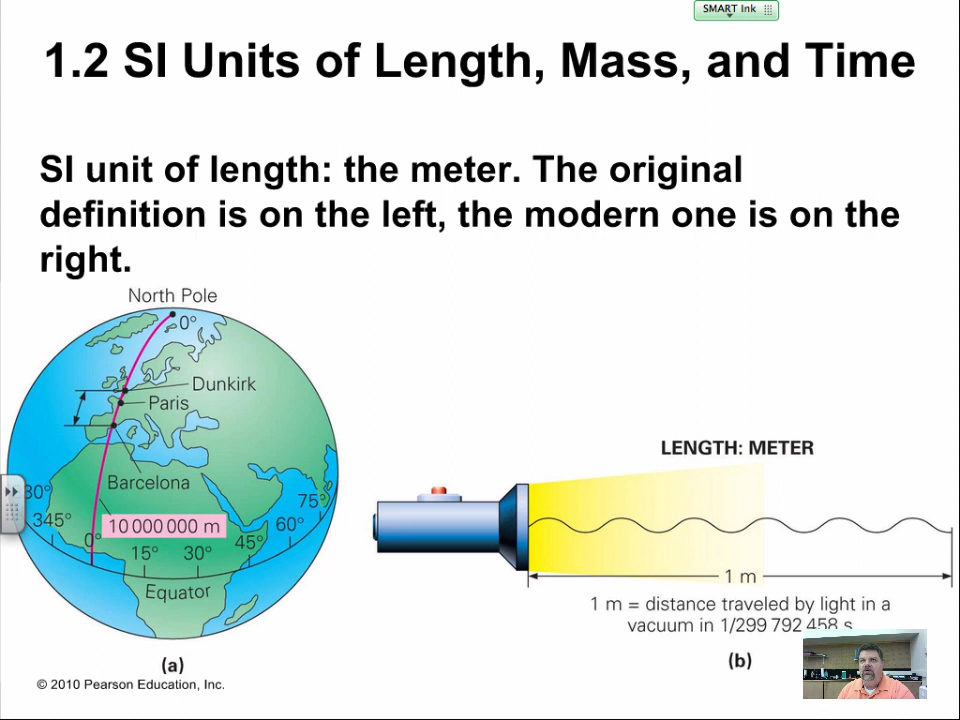 SMART Ink
1.2 SI Units of Length, Mass, and Time
SI unit of length: the meter. The original
definition is on the left, the modern one is on the
right.
North Pole
0°
Dunkirk
Paris
Barcelona
30°
345°
0°
10 000 000 m
15°
30°
45°
60°
75°
Equator
(a)
© 2010 Pearson Education, Inc.
LENGTH: METER
1 m
1 m = distance traveled by light in a
vacuum in 1/299 792 458 s
(b)